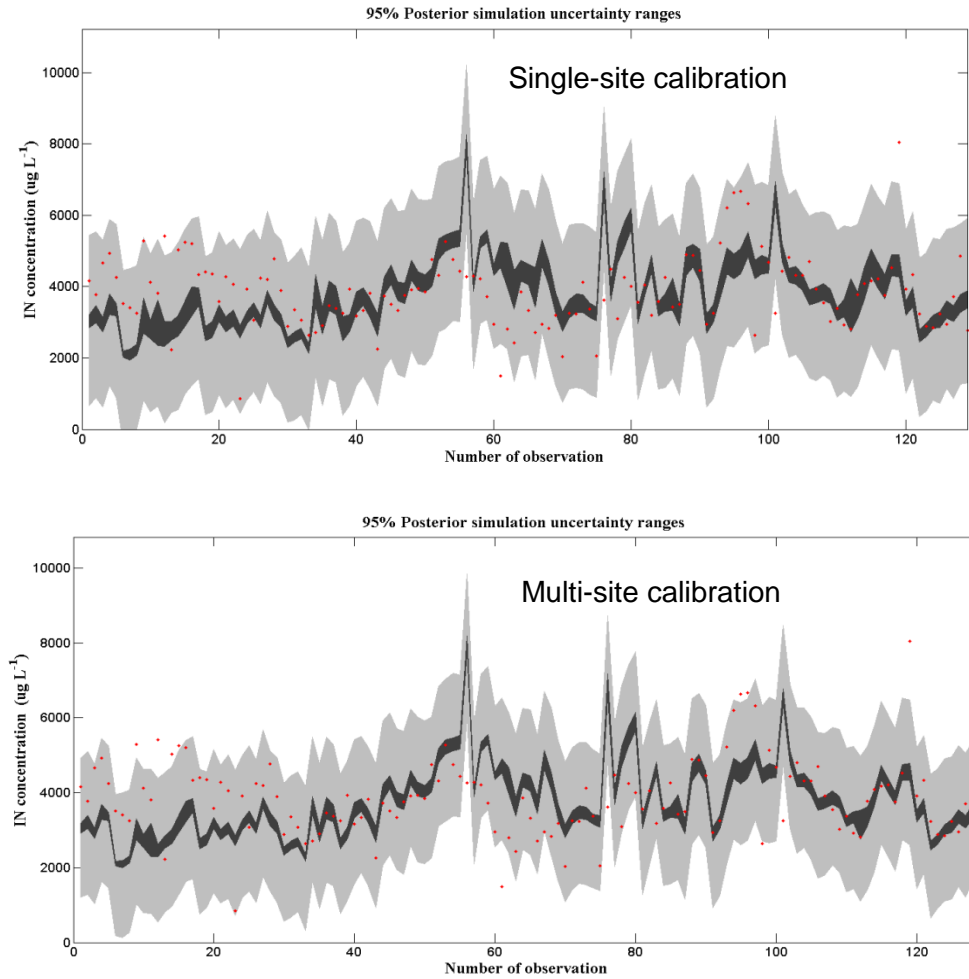 95% Posterior simulation uncertainty ranges
Single-site calibration
IN concentration (ug L⁻¹)
10000
8000
6000
4000
2000
0
0 20 40 60 80 100 120
Number of observation
95% Posterior simulation uncertainty ranges
Multi-site calibration
IN concentration (ug L⁻¹)
10000
8000
6000
4000
2000
0
0 20 40 60 80 100 120
Number of observation